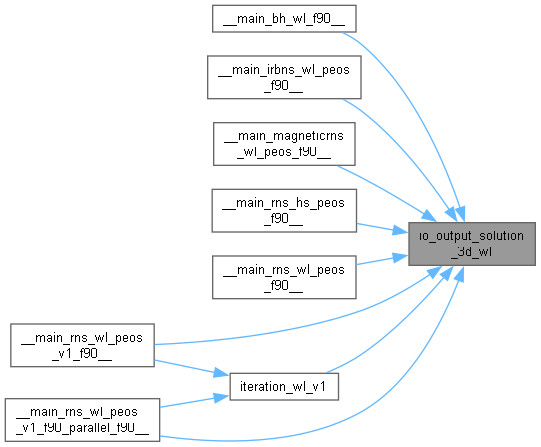 __main_bh_wl_f90__
__main_irbns_wl_peos
_f90__
__main_magneticrns
_wl_peos_f90__
__main_rns_hs_peos
_f90__
__main_rns_wl_peos
_f90__
io_output_solution
_3d_wl
__main_rns_wl_peos
_v1_f90__
iteration_wl_v1
__main_rns_wl_peos
_v1_f90_parallel_f90__